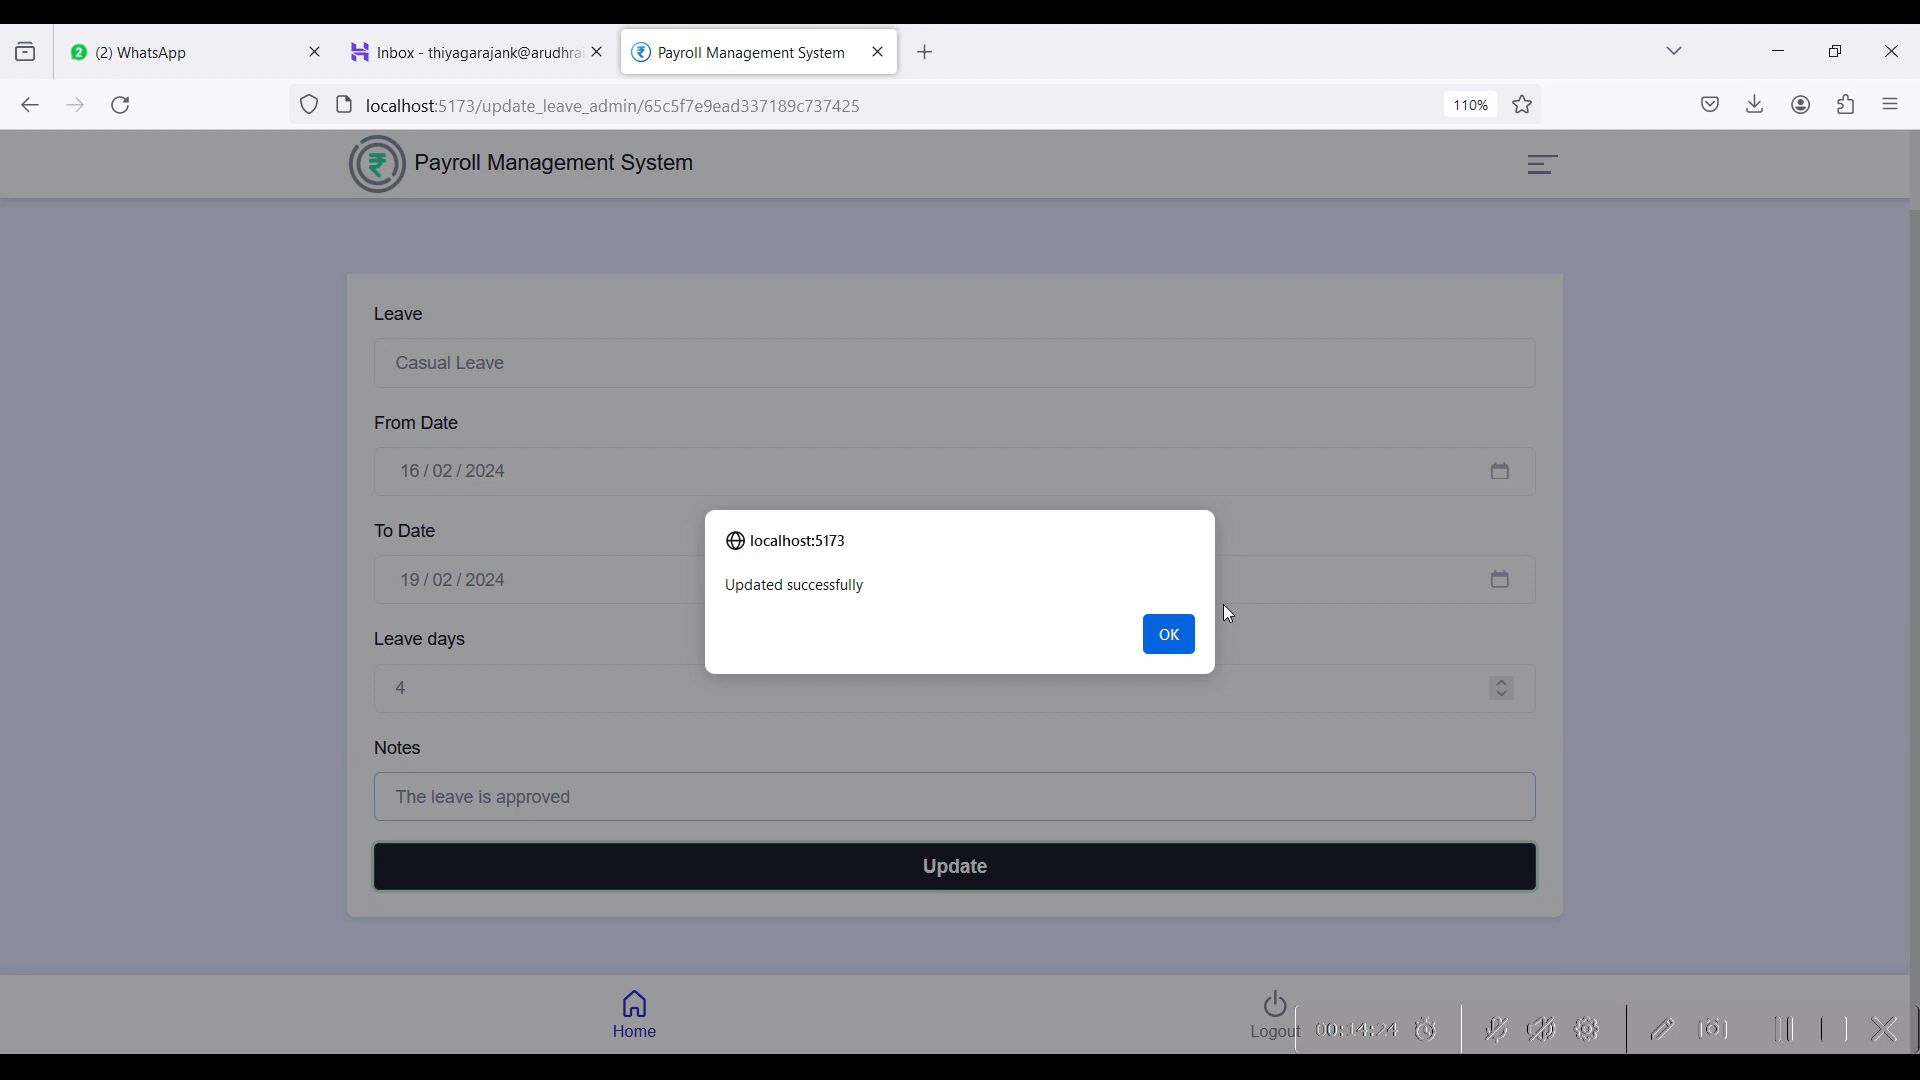 2 (2) WhatsApp
Inbox - thiyagarajank@arudhrai
Payroll Management System
localhost:5173/update_leave_admin/65c5f7e9ead337189c737425
110%
Payroll Management System
Leave
Casual Leave
From Date
16 / 02 / 2024
To Date
19 / 02 / 2024
localhost:5173
Updated successfully
OK
Leave days
4
Notes
The leave is approved
Update
Home
Logout
00:14:24